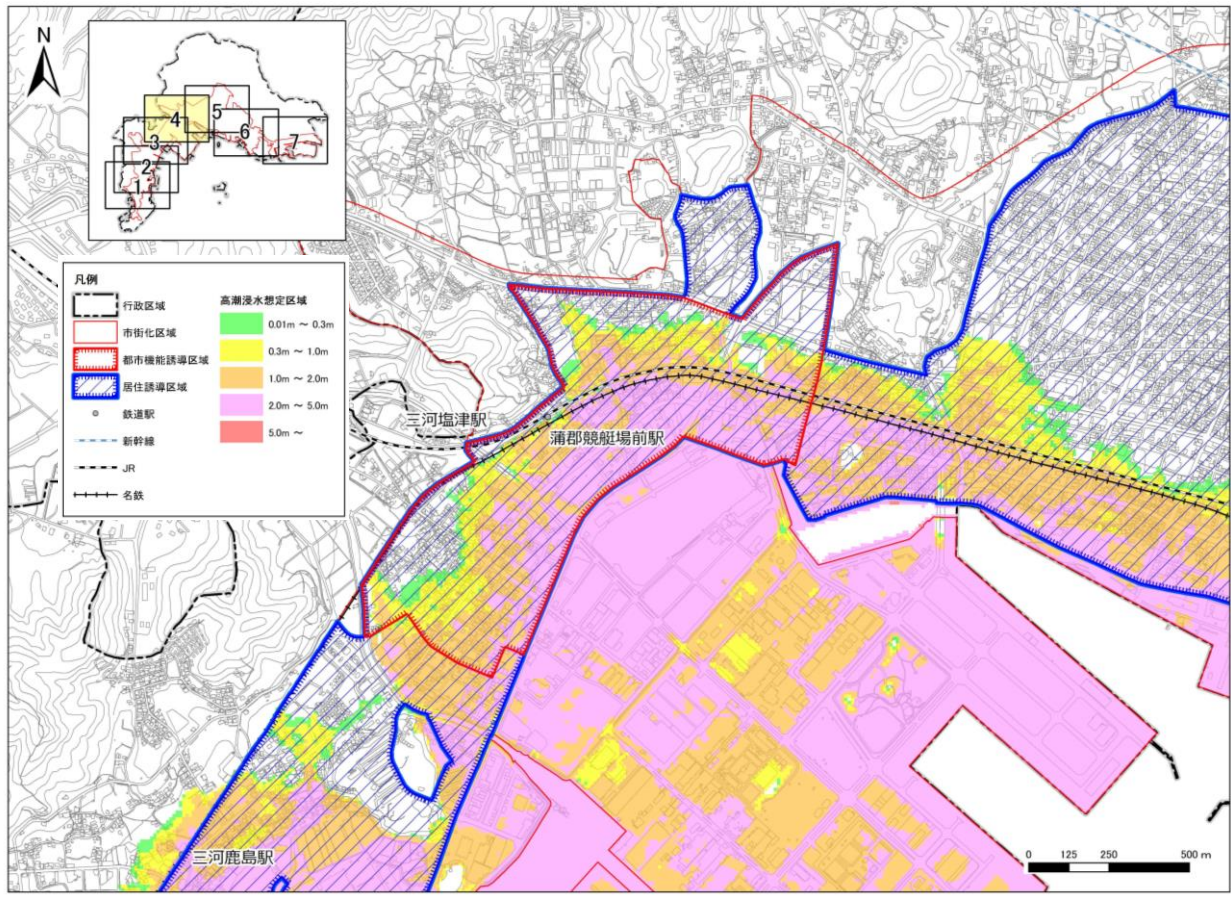 N
5
4
6
3
7
2
1
凡例
行政区域
市街化区域
都市機能誘導区域
居住誘導区域
鉄道駅
新幹線
JR
名鉄
高潮浸水想定区域
0.01m ～ 0.3m
0.3m ～ 1.0m
1.0m ～ 2.0m
2.0m ～ 5.0m
5.0m ～
三河塩津駅
蒲郡競艇場前駅
三河鹿島駅
0 125 250 500 m